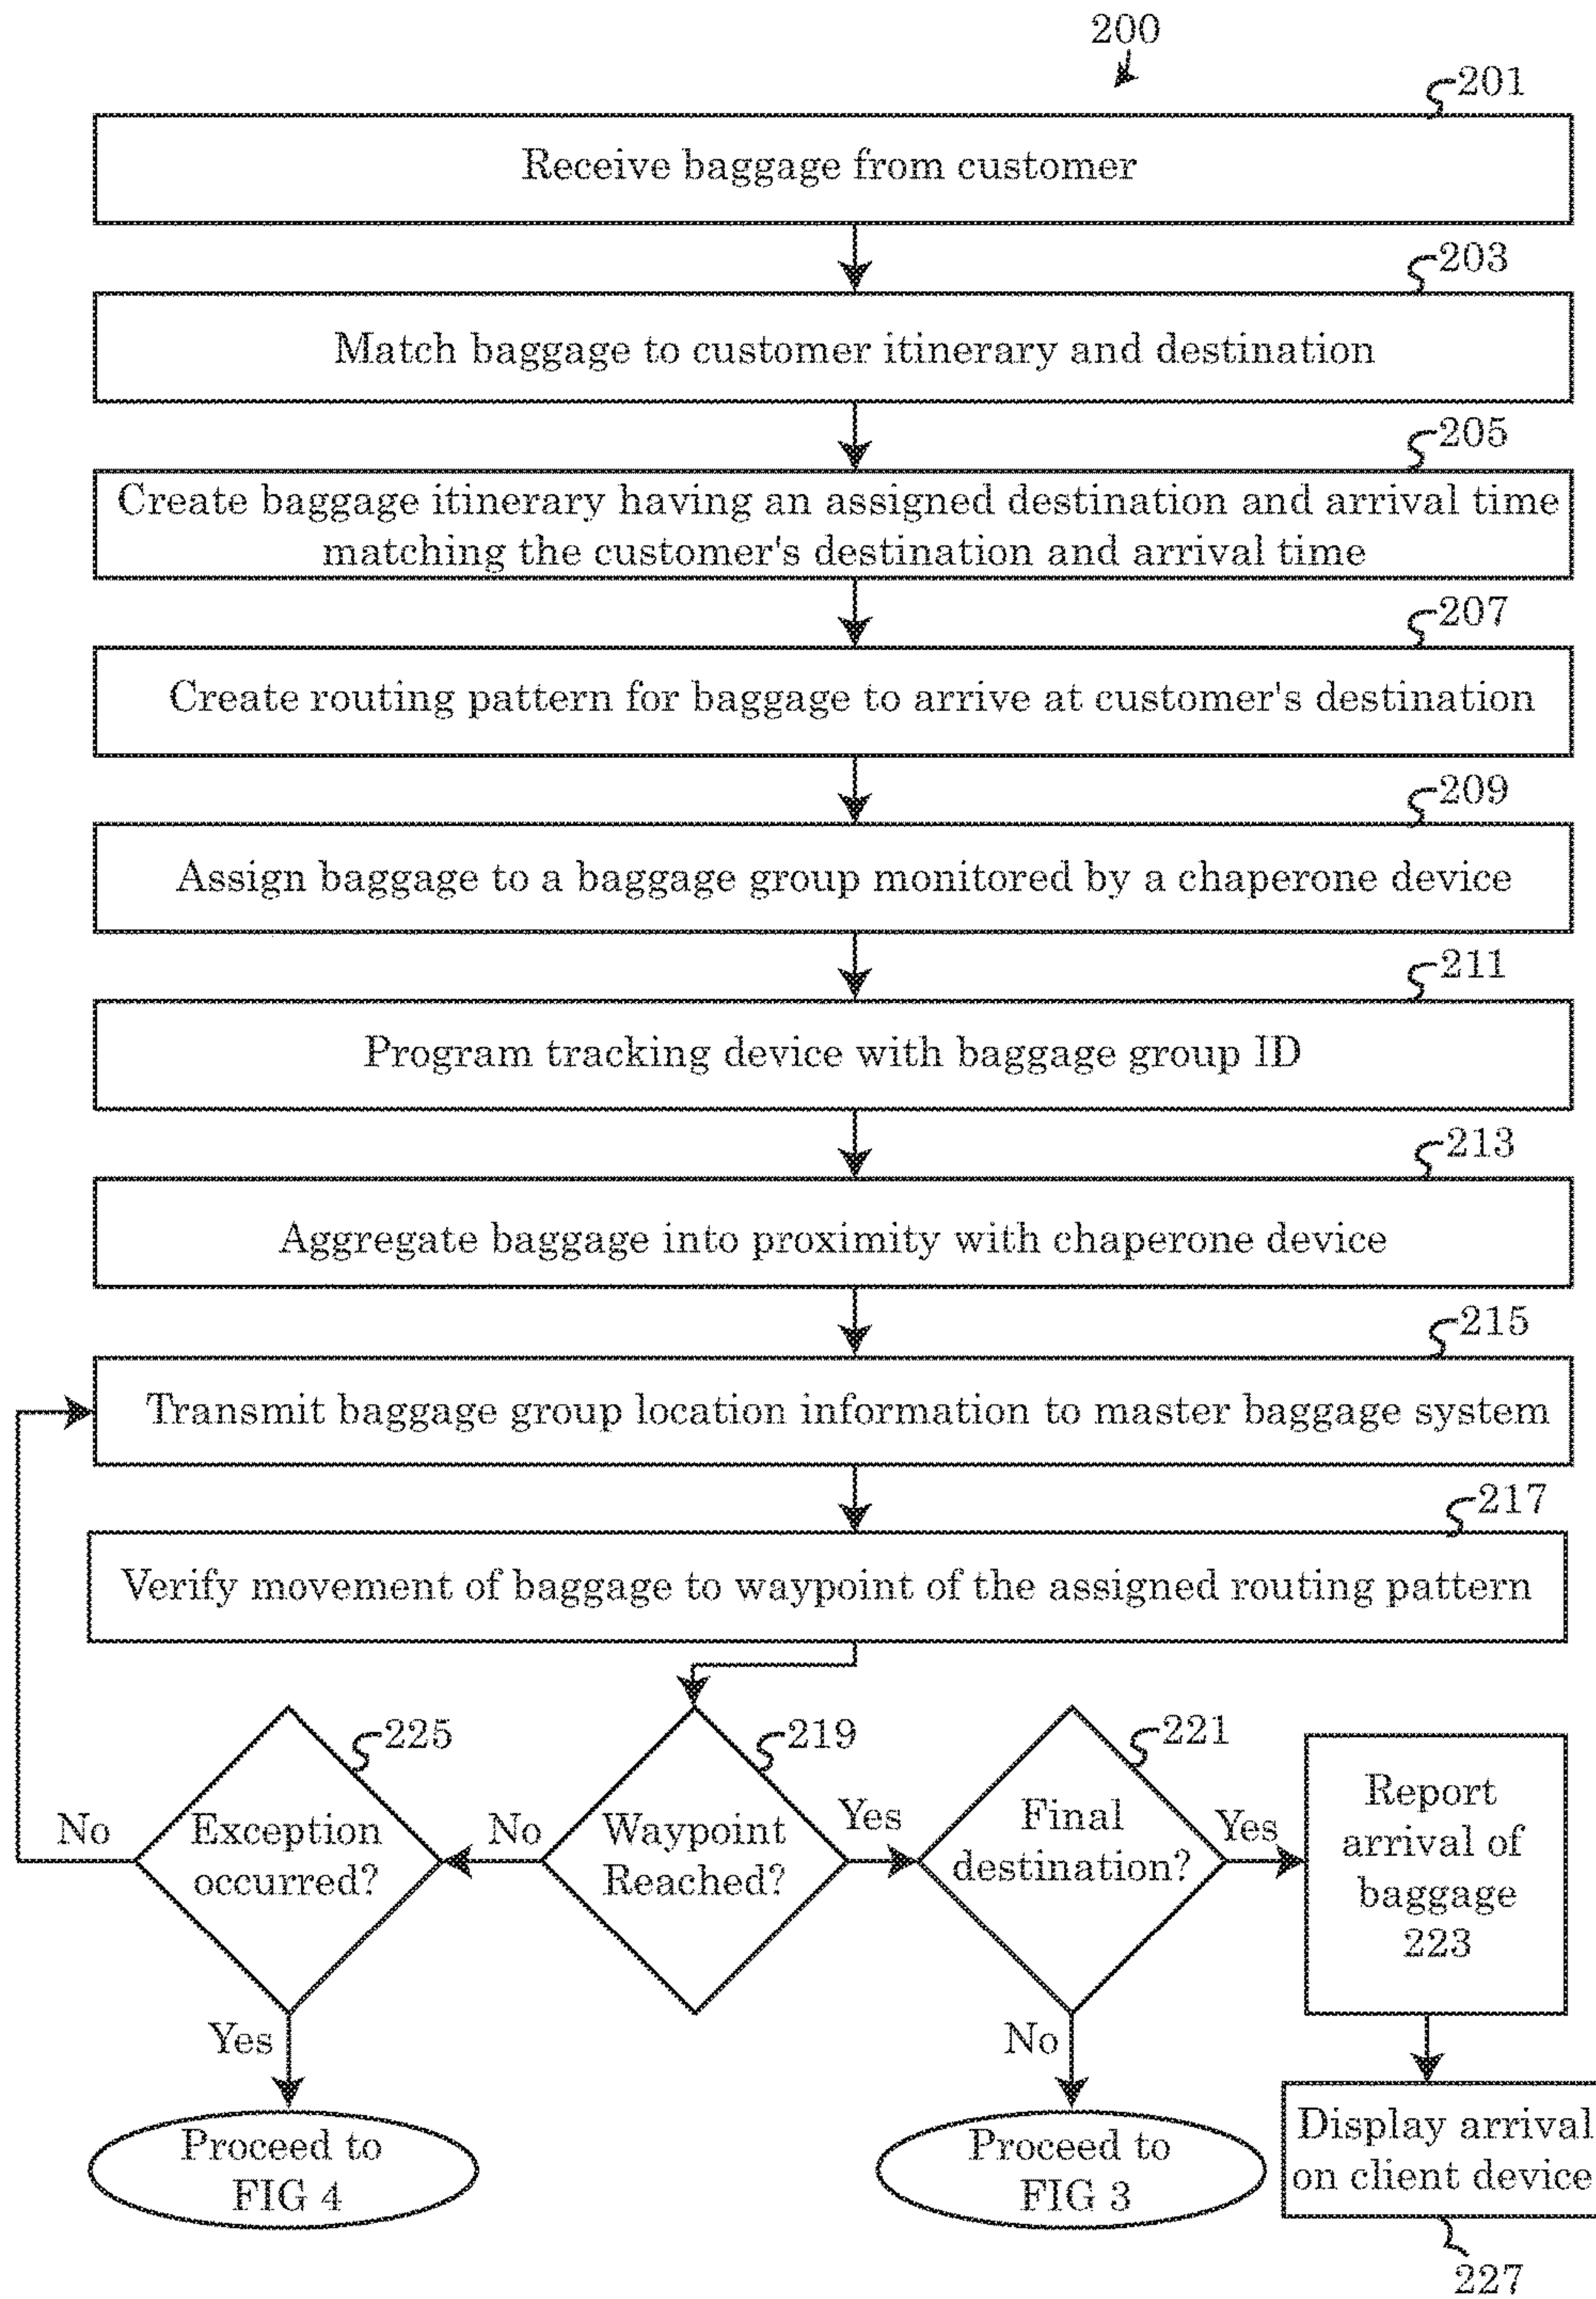 200
201
Receive baggage from customer
203
Match baggage to customer itinerary and destination
205
Create baggage itinerary having an assigned destination and arrival time
matching the customer's destination and arrival time
207
Create routing pattern for baggage to arrive at customer's destination
209
Assign baggage to a baggage group monitored by a chaperone device
211
Program tracking device with baggage group ID
213
Aggregate baggage into proximity with chaperone device
215
Transmit baggage group location information to master baggage system
217
Verify movement of baggage to waypoint of the assigned routing pattern
225
219
221
No
Exception
occurred?
No
Waypoint
Reached?
Yes
Final
destination?
Yes
Report
arrival of
baggage
223
Yes
No
Proceed to
FIG 4
Proceed to
FIG 3
Display arrival
on client device
227